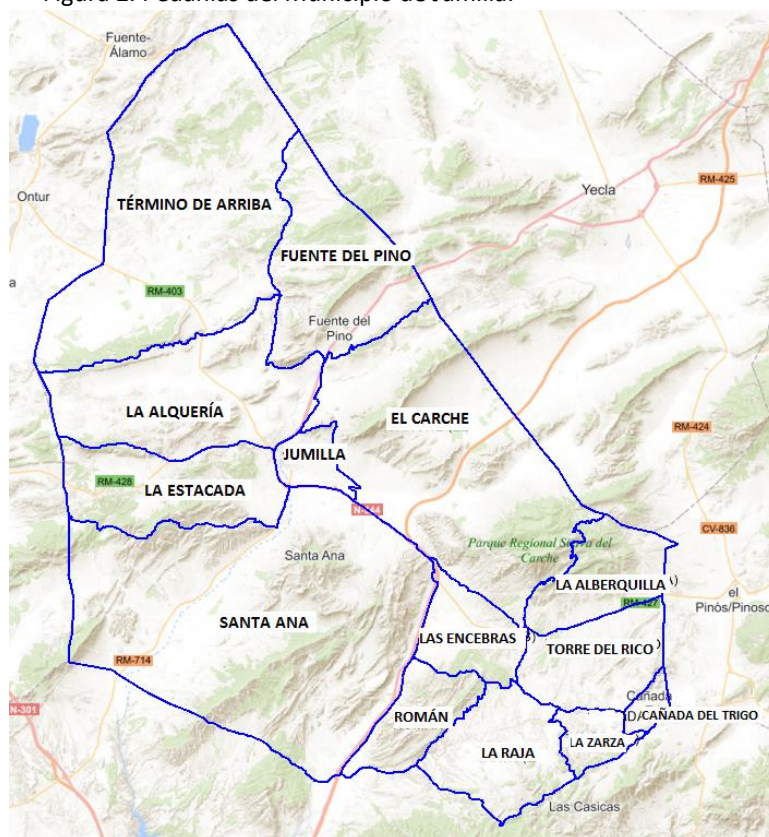 Figura 2. Pedanías del Municipio de Jumilla.
Fuente-
Álamo
Ontur
a
TÉRMINO DE ARRIBA
RM-403
FUENTE DEL PINO
Yecla
RM-425
Fuente del
Pino
LA ALQUERÍA
EL CARCHE
RM-424
JUMILLA
RM-428
LA ESTACADA
N-344
CV-836
Santa Ana
Parque Regional Sierra del
Carche
LA ALBERQUILLA
el
Pinós/Pinoso
RM-427
SANTA ANA
LAS ENCEBRAS
TORRE DEL RICO
RM-714
N-301
Cañada
CAÑADA DEL TRIGO
ROMÁN
LA RAJA
LA ZARZA
Las Casicas